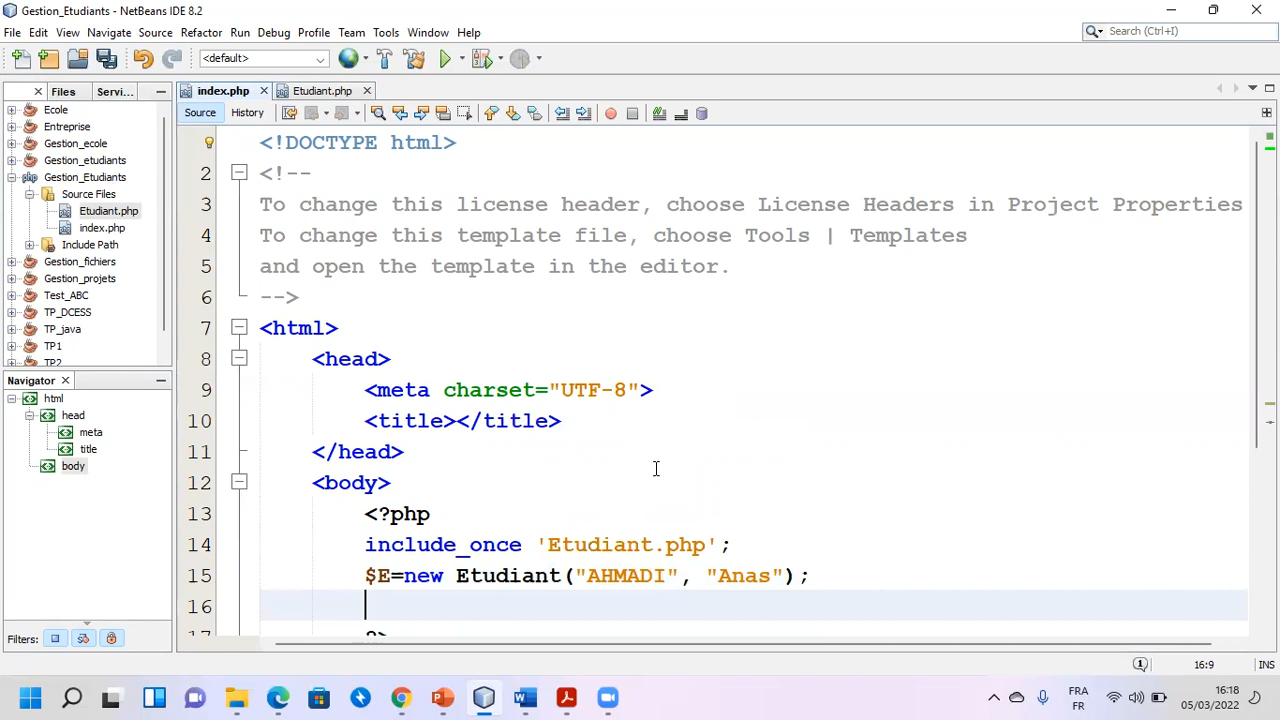 Gestion_Etudiants - NetBeans IDE 8.2
File Edit View Navigate Source Refactor Run Debug Profile Team Tools Window Help
Search (Ctrl+I)
<default>
Files Servi...
index.php Etudiant.php
Source History
Ecole
Entreprise
Gestion_ecole
Gestion_etudiants
Gestion_Etudiants
Source Files
Etudiant.php
index.php
Include Path
Gestion_fichiers
Gestion_projets
Test_ABC
TP_DCESS
TP_java
TP1
TP2
Navigator
html
head
meta
title
body
Filters:
<!DOCTYPE html>
2 <!--
3 To change this license header, choose License Headers in Project Properties
4 To change this template file, choose Tools | Templates
5 and open the template in the editor.
6 -->
7 <html>
8 <head>
9 <meta charset="UTF-8">
10 <title></title>
11 </head>
12 <body>
13 <?php
14 include_once 'Etudiant.php';
15 $E=new Etudiant("AHMADI", "Anas");
16
17 ?>
1 16:9 INS
FRA
FR
16:18
05/03/2022